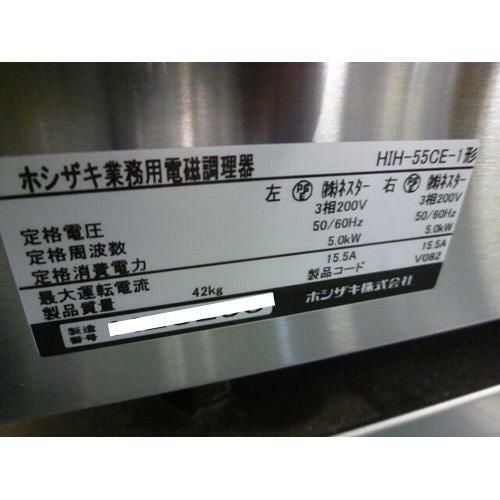 ホシザキ業務用電磁調理器 HIH-55CE-1形
左 PSE ㈱ネスター 右 PSE ㈱ネスター
定格電圧 3相200V 3相200V
定格周波数 50/60Hz 50/60Hz
定格消費電力 5.0kW 5.0kW
最大運転電流 15.5A 15.5A
製品質量 42kg 製品コード V082
製造番号
ホシザキ株式会社